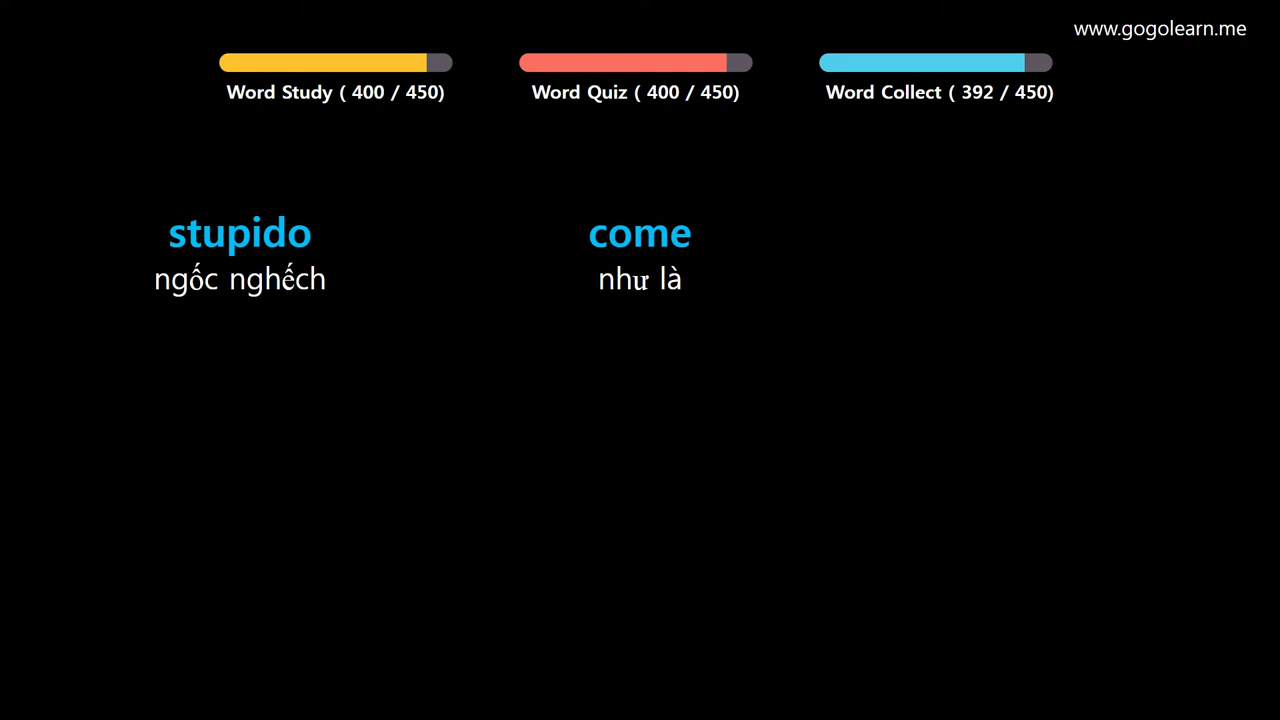 www.gogolearn.me
Word Study ( 400 / 450)
Word Quiz ( 400 / 450)
Word Collect ( 392 / 450)
stupido
ngốc nghếch
come
như là